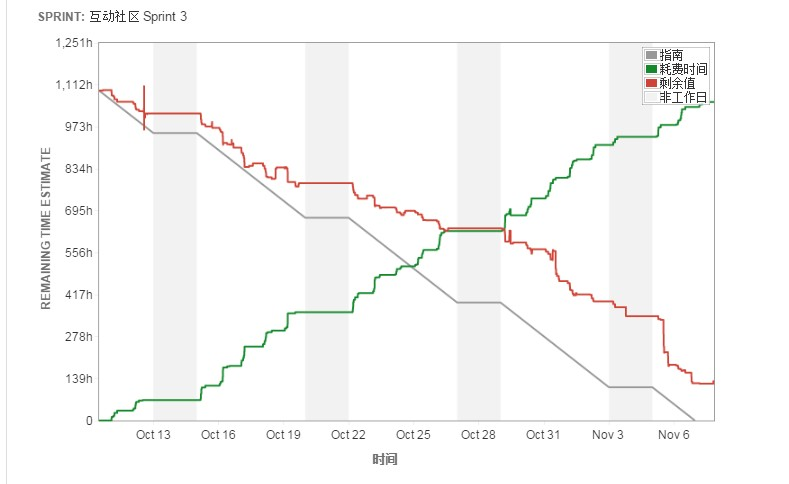 SPRINT: 互动社区 Sprint 3
1,251h
指南
耗费时间
剩余值
非工作日
1,112h
973h
834h
695h
556h
417h
278h
139h
0
REMAINING TIME ESTIMATE
Oct 13 Oct 16 Oct 19 Oct 22 Oct 25 Oct 28 Oct 31 Nov 3 Nov 6
时间